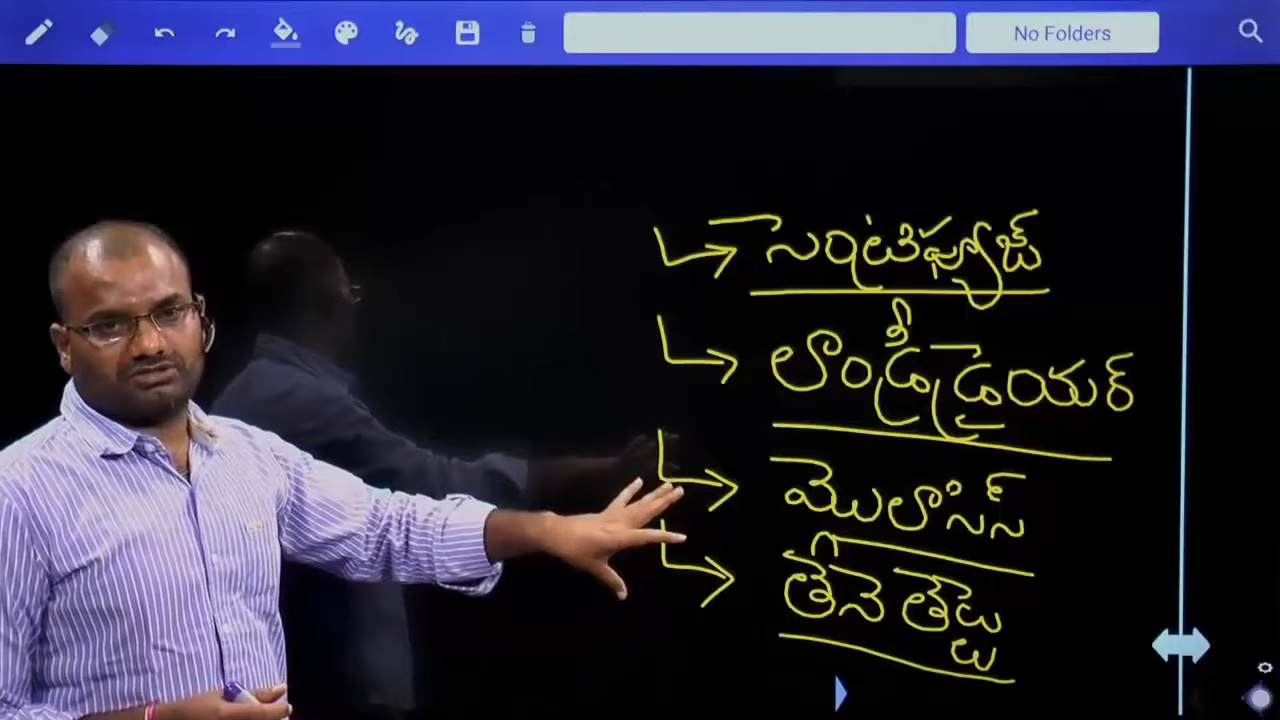 No Folders
సెంట్రిఫ్యూజ్
లాండ్రీడ్రైయర్
మొలాసిస్
తేనె తెట్టు